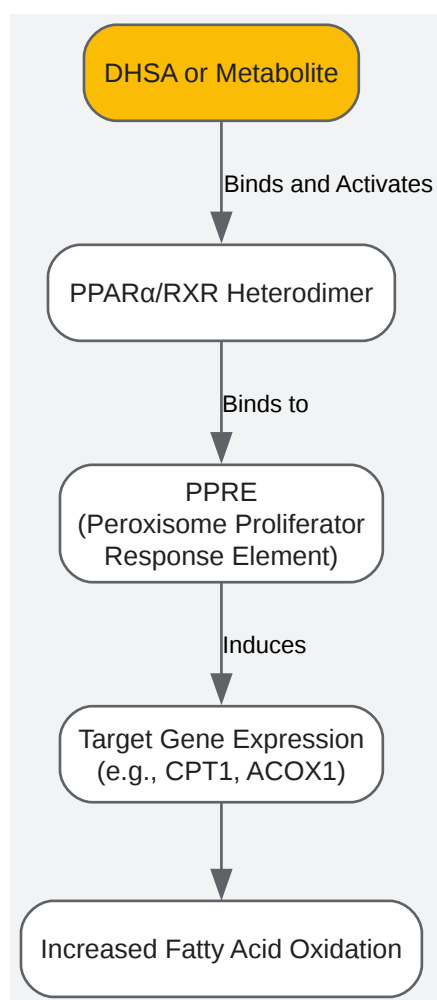 DHSA or Metabolite
Binds and Activates
PPARα/RXR Heterodimer
Binds to
PPRE
(Peroxisome Proliferator
Response Element)
Induces
Target Gene Expression
(e.g., CPT1, ACOX1)
Increased Fatty Acid Oxidation